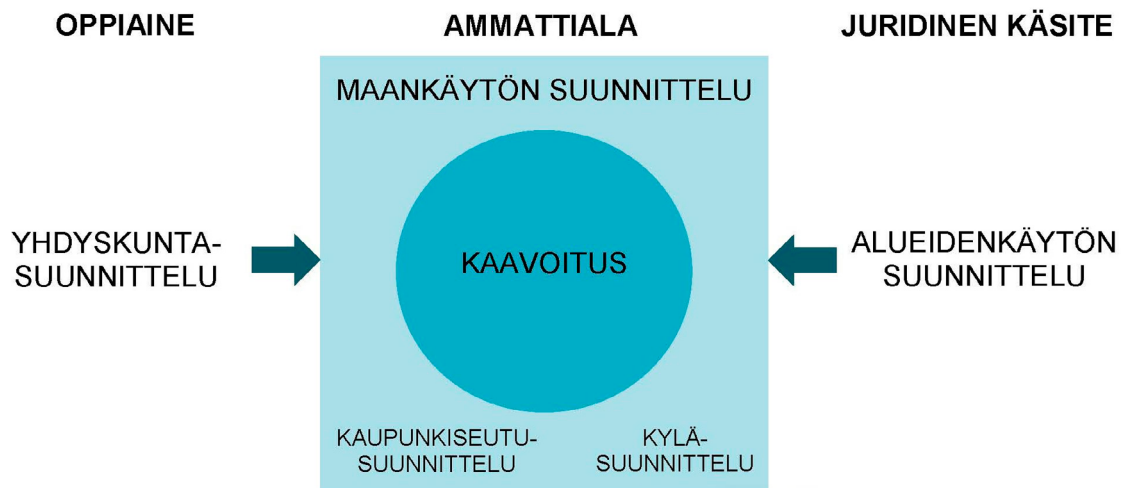 OPPIAINE
AMMATTIALA
JURIDINEN KÄSITE
MAANKÄYTÖN SUUNNITTELU
YHDYSKUNTA-
SUUNNITTELU
KAAVOITUS
ALUEIDENKÄYTÖN
SUUNNITTELU
KAUPUNKISEUTU-
SUUNNITTELU
KYLÄ-
SUUNNITTELU